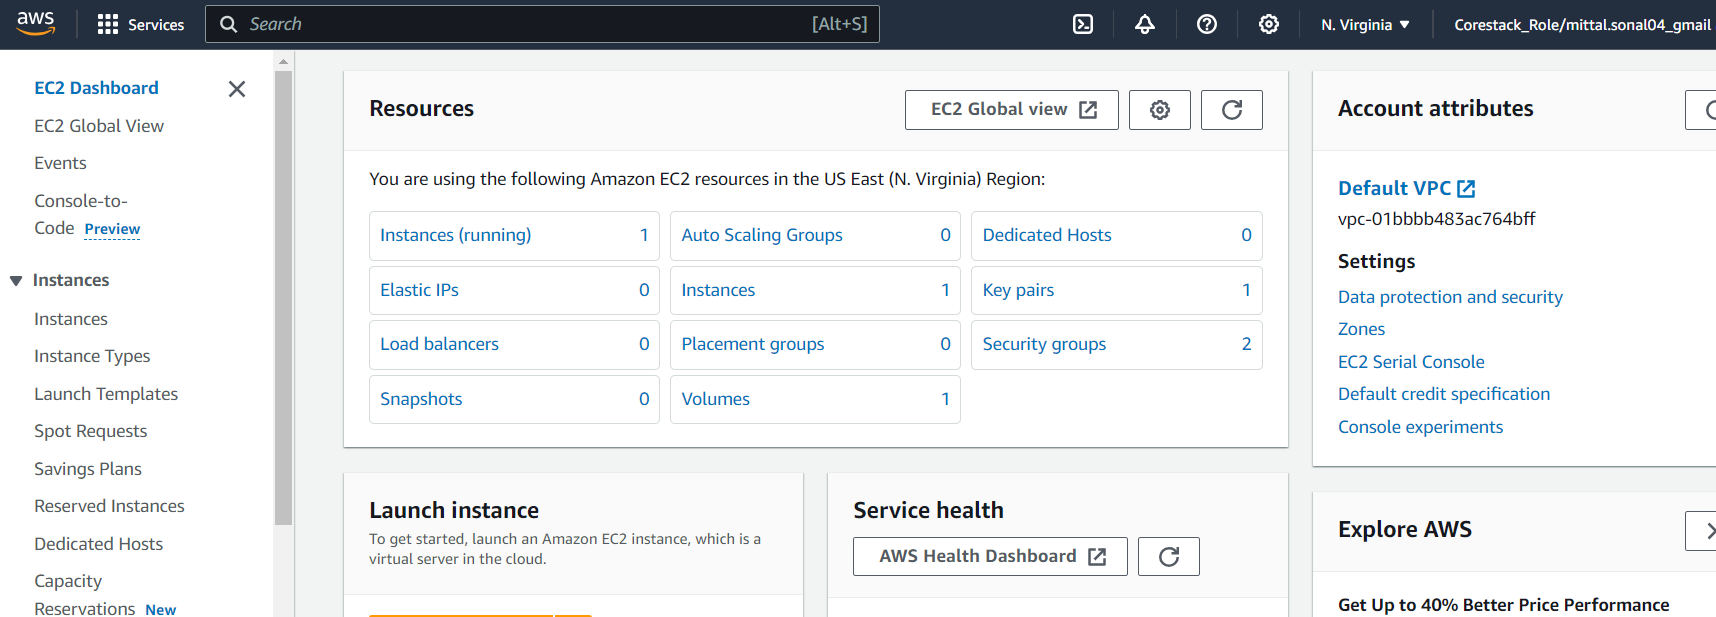 aws
Services
Search
[Alt+S]
N. Virginia
Corestack_Role/mittal.sonal04_gmail
EC2 Dashboard
EC2 Global View
Events
Console-to-
Code Preview
Instances
Instances
Instance Types
Launch Templates
Spot Requests
Savings Plans
Reserved Instances
Dedicated Hosts
Capacity
Reservations New
Resources
EC2 Global view
You are using the following Amazon EC2 resources in the US East (N. Virginia) Region:
Instances (running) 1
Auto Scaling Groups 0
Dedicated Hosts 0
Elastic IPs 0
Instances 1
Key pairs 1
Load balancers 0
Placement groups 0
Security groups 2
Snapshots 0
Volumes 1
Launch instance
To get started, launch an Amazon EC2 instance, which is a
virtual server in the cloud.
Service health
AWS Health Dashboard
Account attributes
Default VPC
vpc-01bbbb483ac764bff
Settings
Data protection and security
Zones
EC2 Serial Console
Default credit specification
Console experiments
Explore AWS
Get Up to 40% Better Price Performance